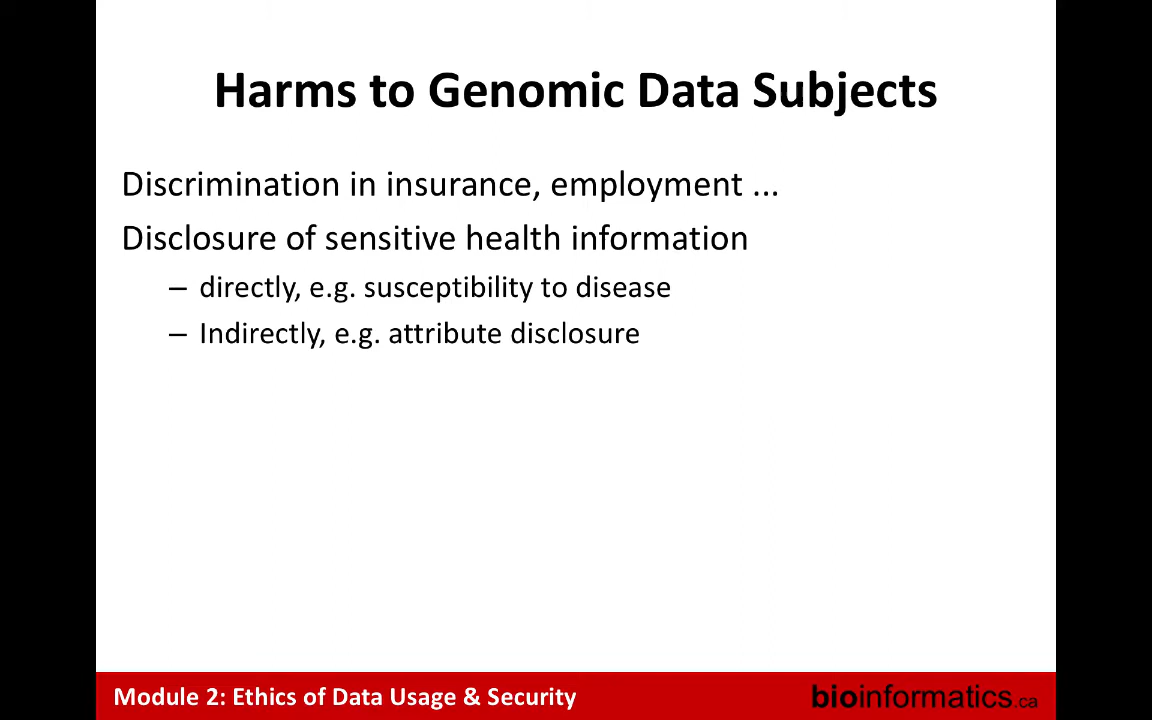 Harms to Genomic Data Subjects
Discrimination in insurance, employment ...
Disclosure of sensitive health information
– directly, e.g. susceptibility to disease
– Indirectly, e.g. attribute disclosure
Module 2: Ethics of Data Usage & Security
bioinformatics.ca